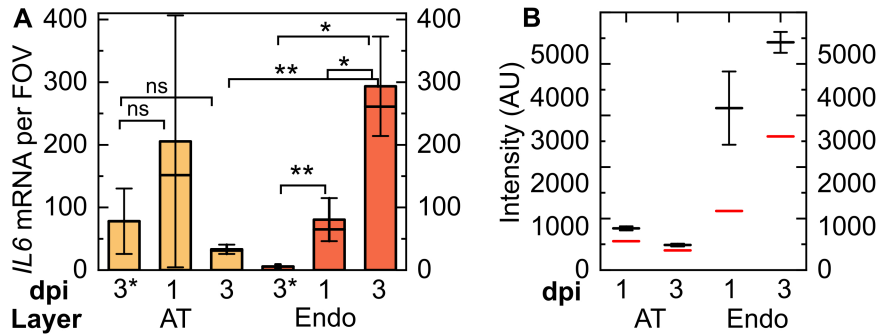 A
B
IL6 mRNA per FOV
400
300
200
100
0
400
300
200
100
0
*
** *
ns
ns
**
dpi 3* 1 3 3* 1 3
Layer AT Endo
Intensity (AU)
5000
4000
3000
2000
1000
0
5000
4000
3000
2000
1000
0
dpi 1 3 1 3
Layer AT Endo